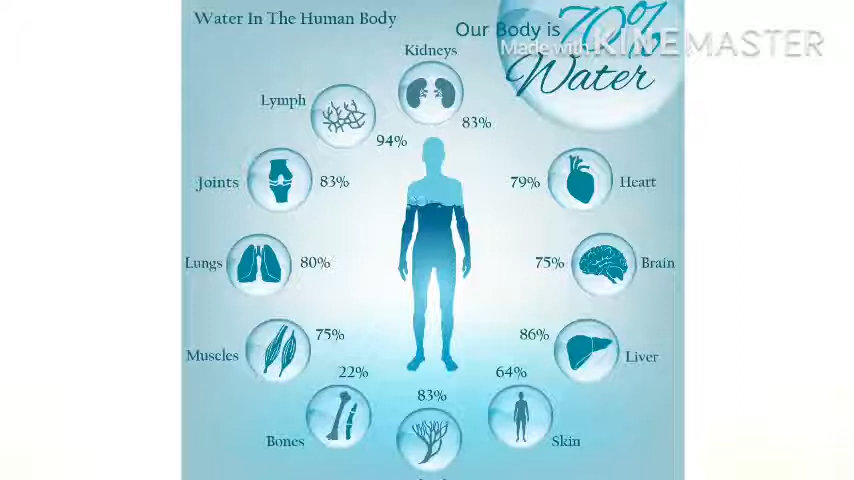 Water In The Human Body
Our Body is 70%
Water
Made with KINEMASTER
Kidneys
83%
Lymph
94%
Joints
83%
79%
Heart
Lungs
80%
75%
Brain
Muscles
75%
86%
Liver
22%
Bones
83%
64%
Skin